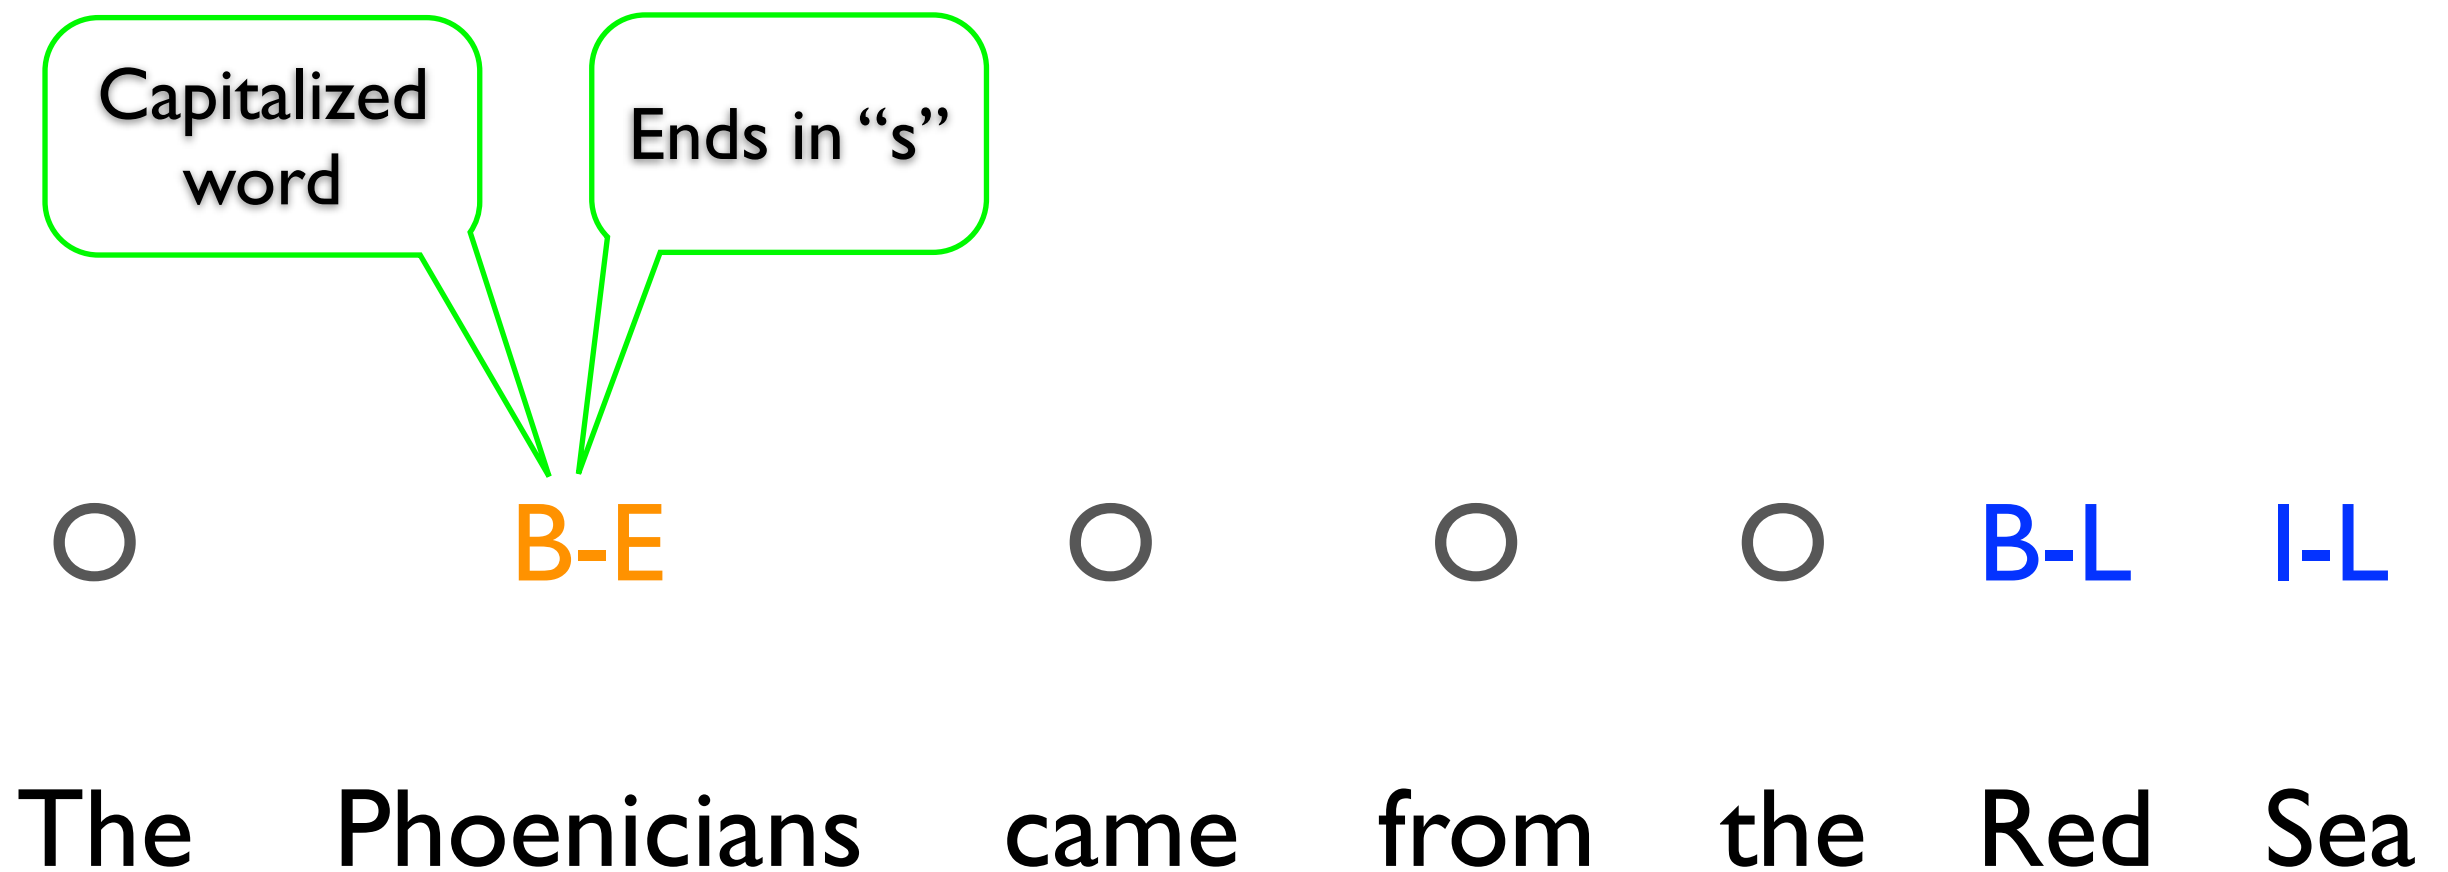 Capitalized
word
Ends in “s”
O B-E O O O B-L I-L
The Phoenicians came from the Red Sea